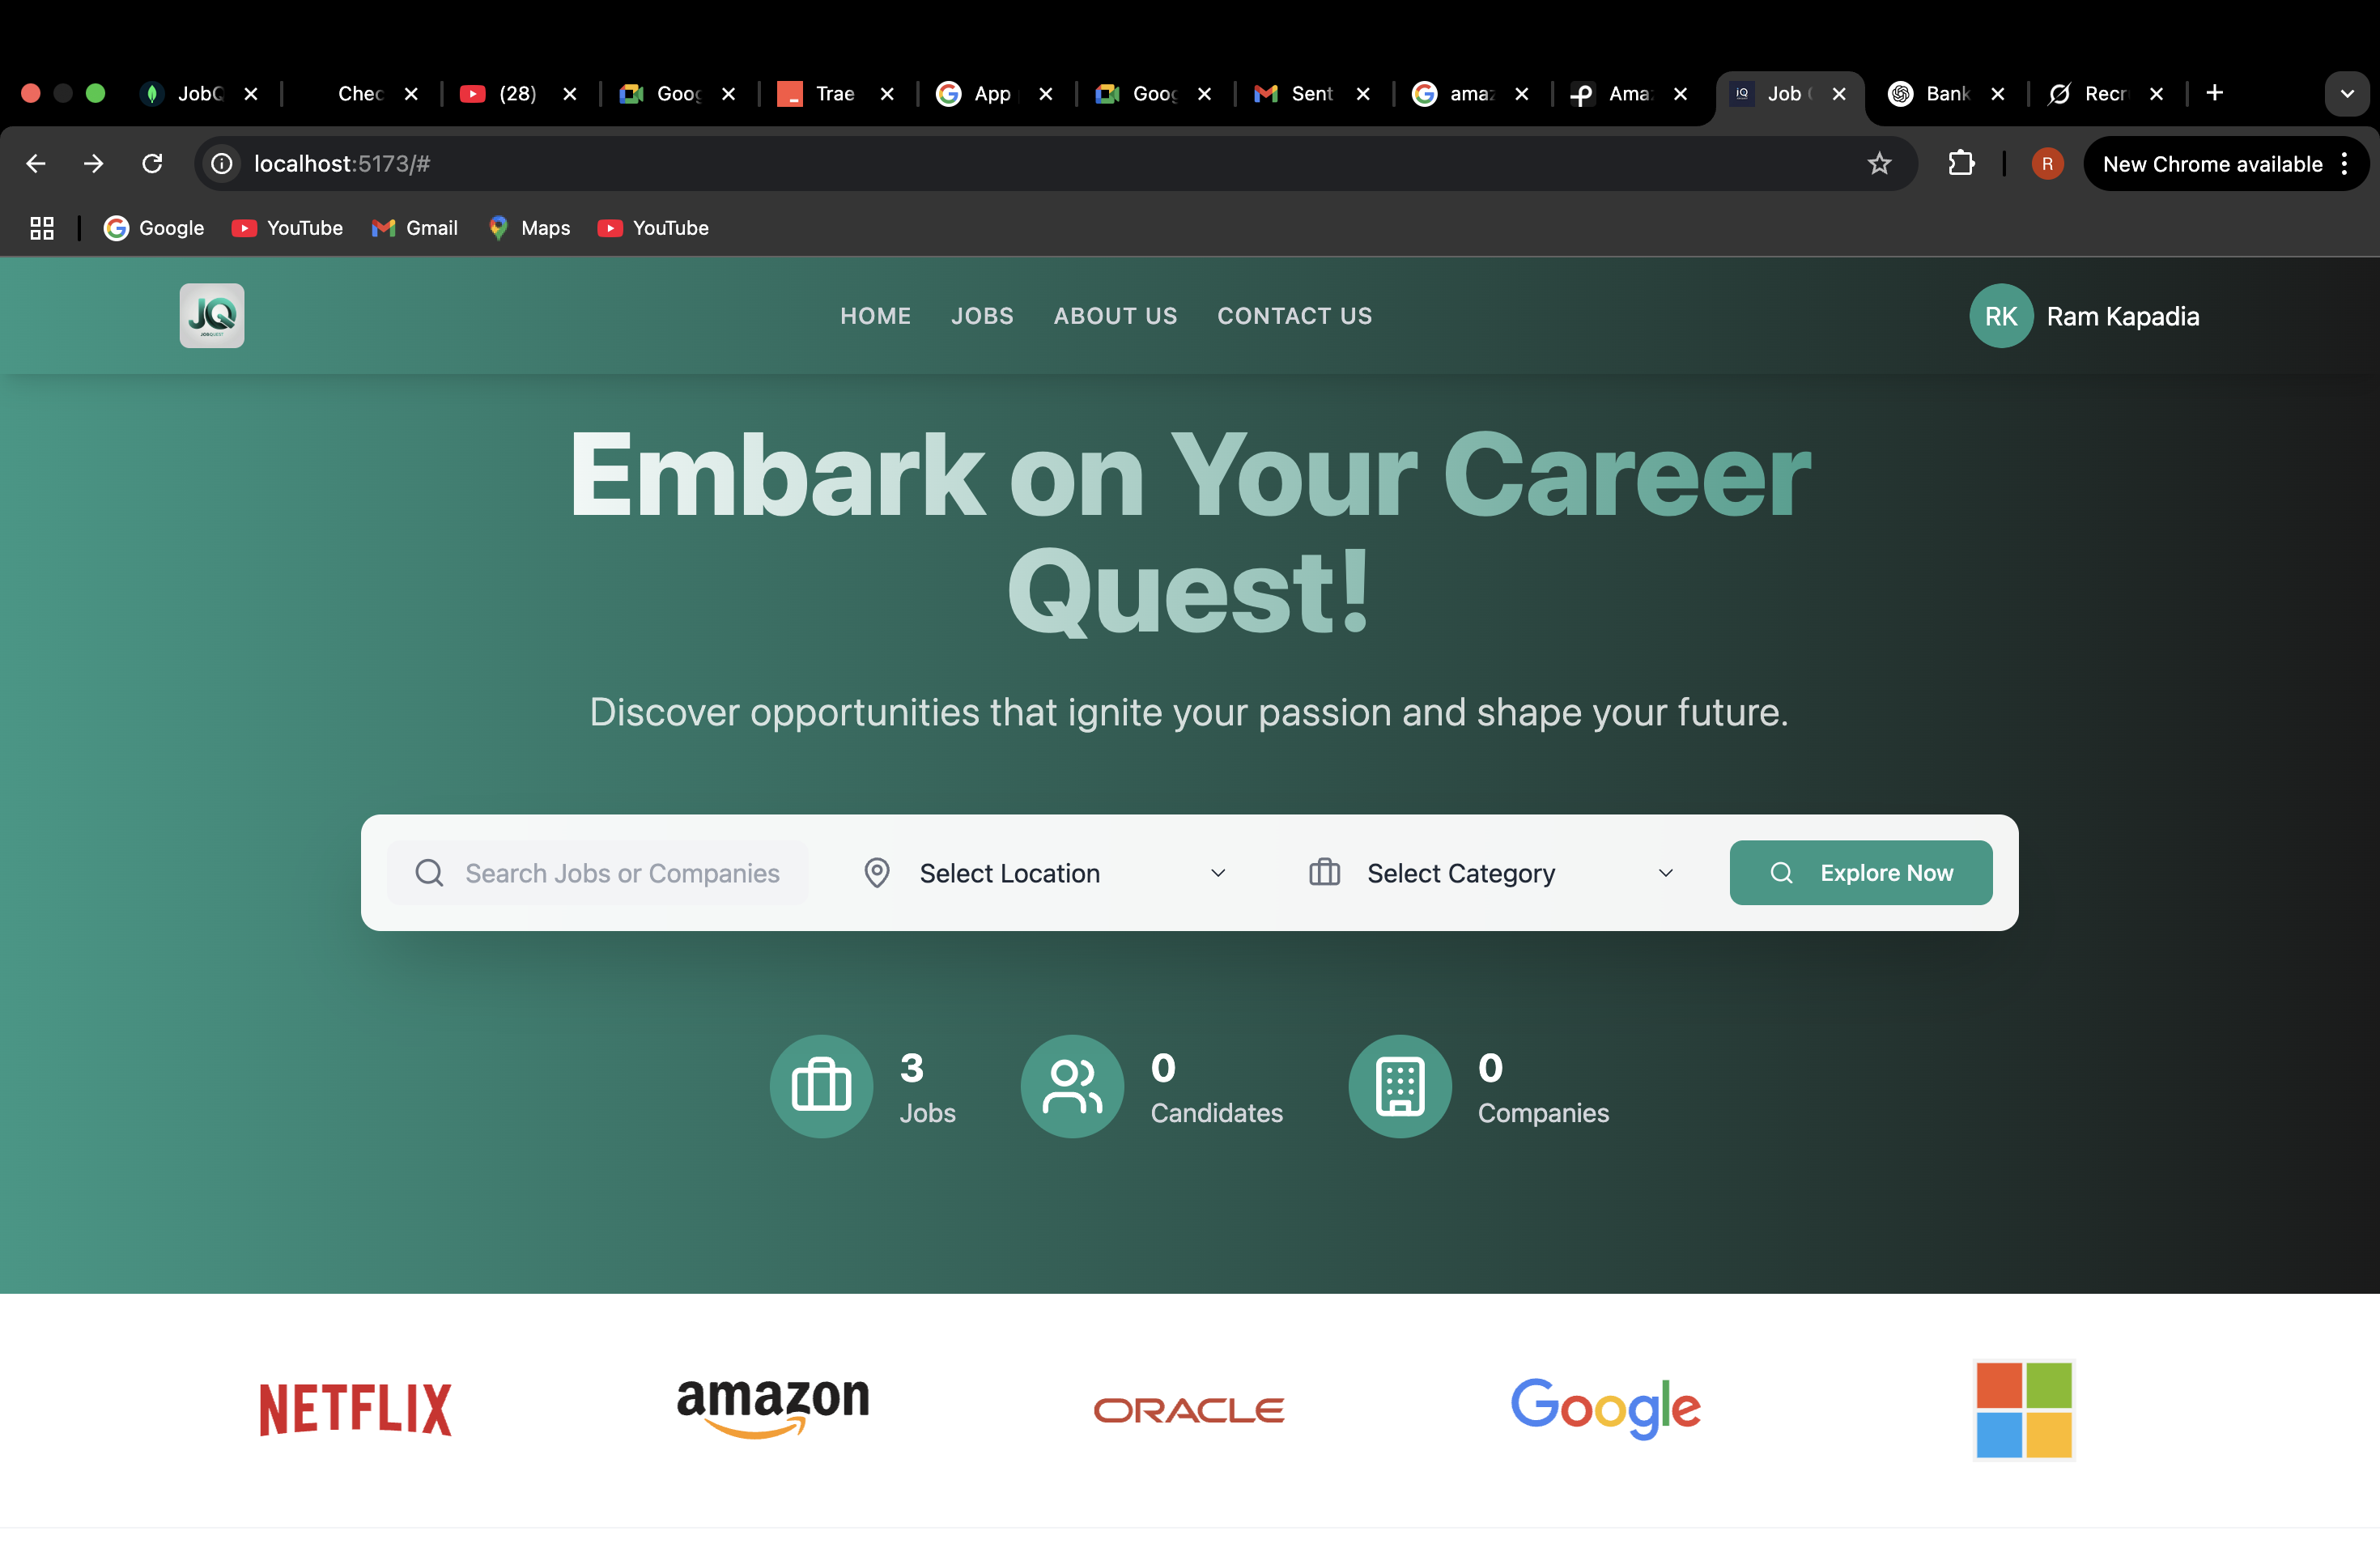 JobQ
Chec
(28)
Goog
Trae
App
Goog
Sent
amaz
Ama
Job
Bank
Recr
localhost:5173/#
R
New Chrome available
Google
YouTube
Gmail
Maps
YouTube
JQ
HOME
JOBS
ABOUT US
CONTACT US
RK
Ram Kapadia
Embark on Your Career
Quest!
Discover opportunities that ignite your passion and shape your future.
Search Jobs or Companies
Select Location
Select Category
Explore Now
3
Jobs
0
Candidates
0
Companies
NETFLIX
amazon
ORACLE
Google